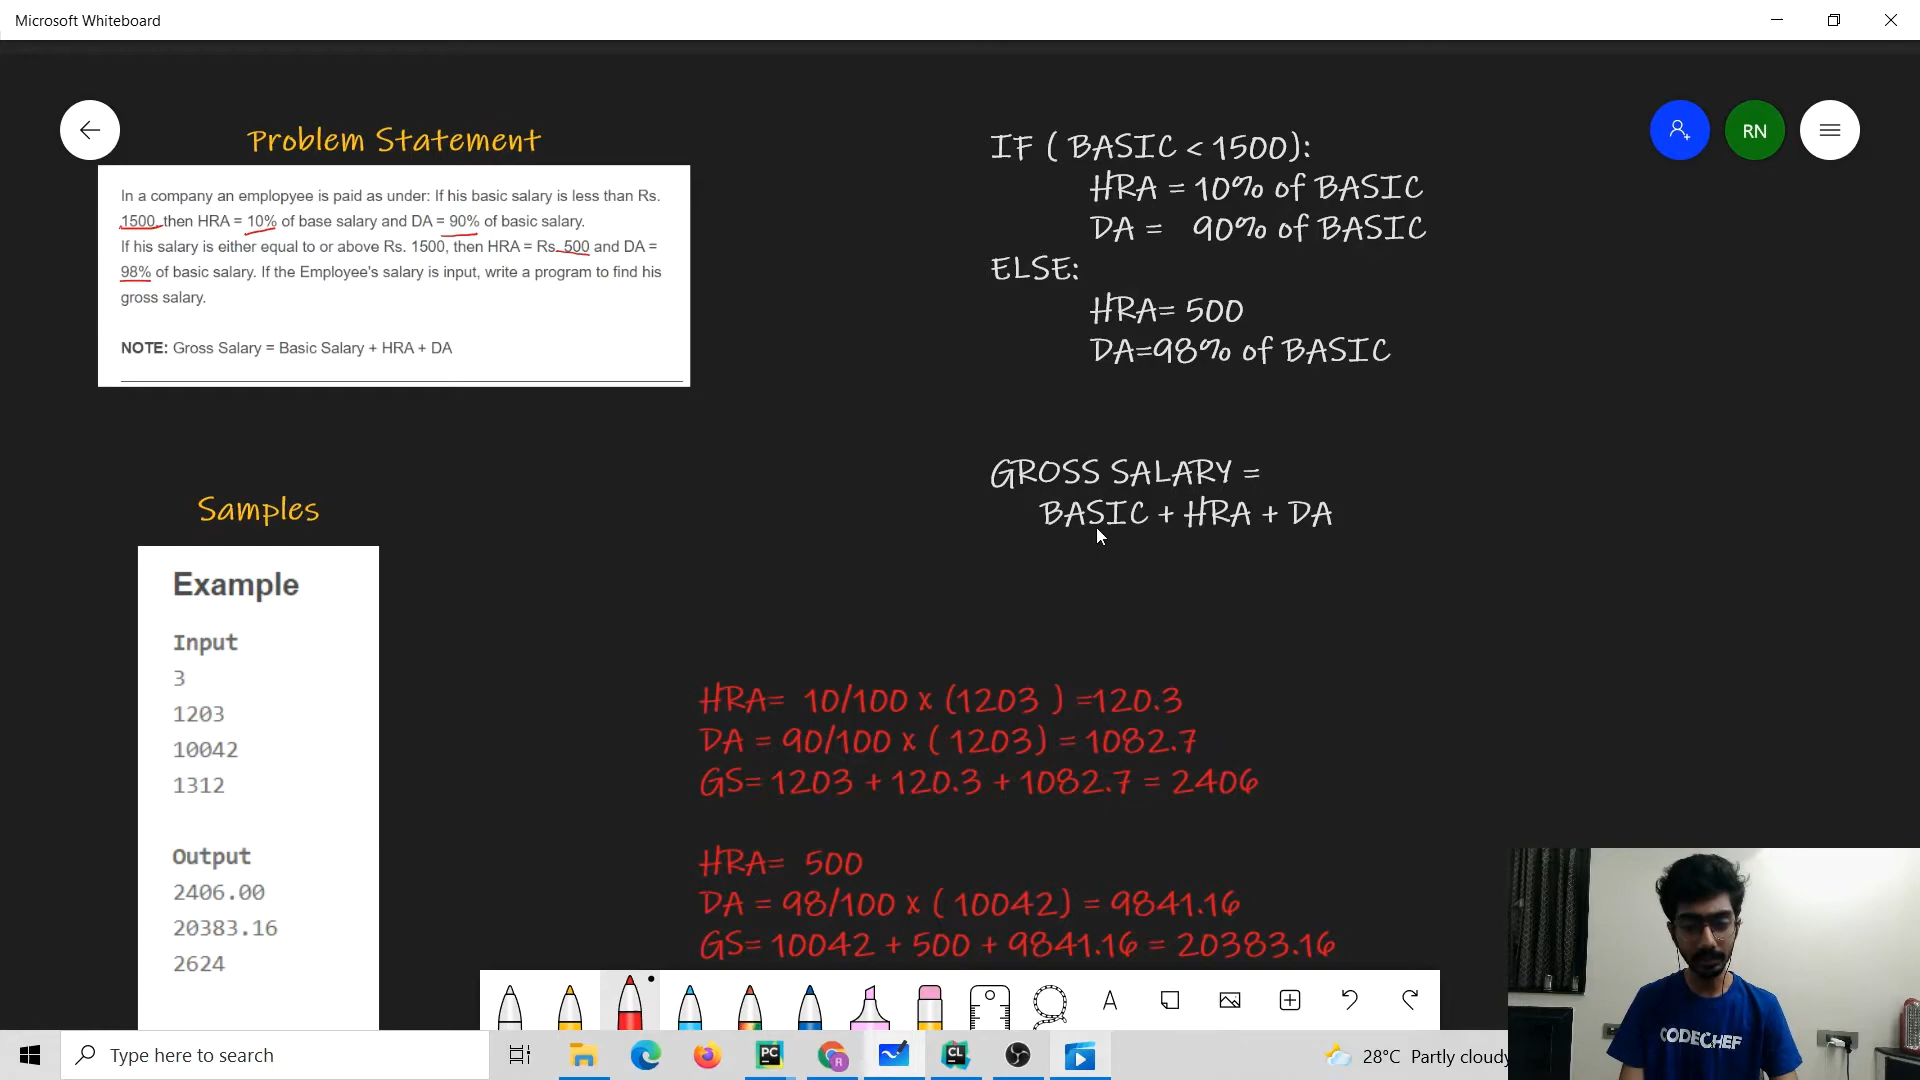 Microsoft Whiteboard
Problem Statement
In a company an emplopyee is paid as under: If his basic salary is less than Rs.
1500, then HRA = 10% of base salary and DA = 90% of basic salary.
If his salary is either equal to or above Rs. 1500, then HRA = Rs. 500 and DA =
98% of basic salary. If the Employee's salary is input, write a program to find his
gross salary.
NOTE: Gross Salary = Basic Salary + HRA + DA
IF ( BASIC < 1500):
HRA = 10% of BASIC
DA = 90% of BASIC
ELSE:
HRA= 500
DA=98% of BASIC
GROSS SALARY =
BASIC + HRA + DA
RN
Samples
Example
Input
3
1203
10042
1312
Output
2406.00
20383.16
2624
HRA= 10/100 x (1203 ) =120.3
DA = 90/100 x ( 1203) = 1082.7
GS= 1203 + 120.3 + 1082.7 = 2406
HRA= 500
DA = 98/100 x ( 10042) = 9841.16
GS= 10042 + 500 + 9841.16 = 20383.16
CODECHEF
A
Type here to search
PC
R
CL
28°C Partly cloudy